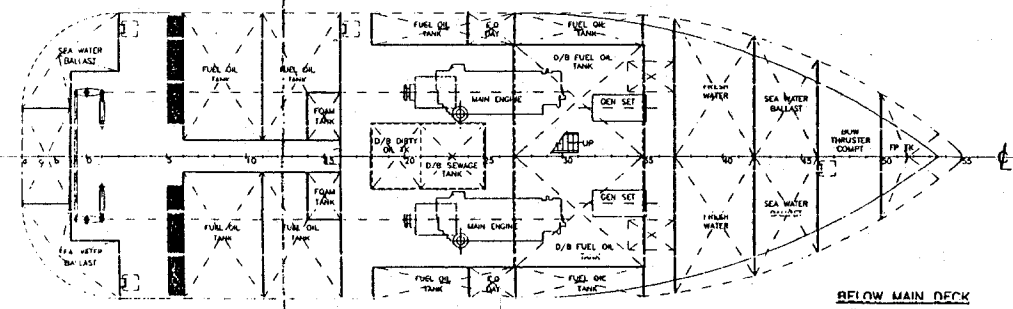 FUEL OIL
TANK
F.O
DAY
FUEL OIL
TANK
SEA WATER
BALLAST
FUEL OIL
TANK
FUEL OIL
TANK
D/B FUEL OIL
TANK
FRESH
WATER
SEA WATER
BALLAST
MAIN ENGINE
GEN SET
FOAM
TANK
D/B DIRTY
OIL TK
UP
BOW
THRUSTER
COMPT
FP TK
a b 0 5 10 15 20 30 35 40 45 50 55
D/B SEWAGE
TANK
FOAM
TANK
GEN SET
SEA WATER
BALLAST
FUEL OIL
TANK
FUEL OIL
TANK
MAIN ENGINE
FRESH
WATER
SEA WATER
BALLAST
D/B FUEL OIL
TANK
FUEL OIL
TANK
F.O
DAY
FUEL OIL
TANK
BELOW MAIN DECK